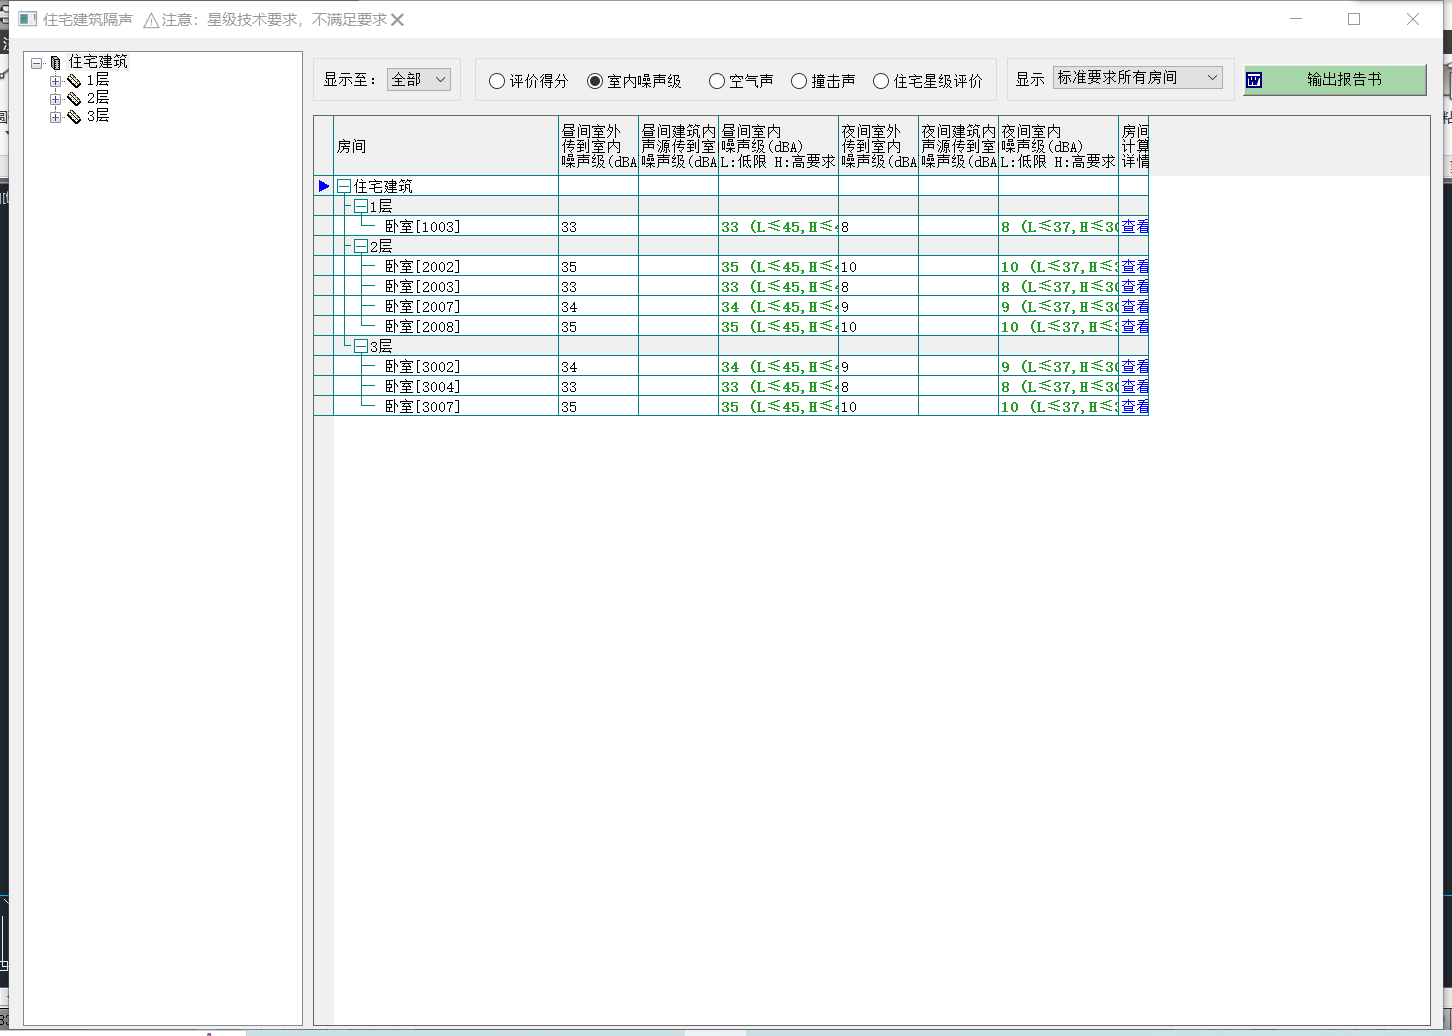 住宅建筑隔声 ⚠注意：星级技术要求，不满足要求✕
住宅建筑
1层
2层
3层
显示至： 全部
评价得分 室内噪声级 空气声 撞击声 住宅星级评价
显示 标准要求所有房间
输出报告书
房间
昼间室外
传到室内
噪声级(dBA
昼间建筑内
声源传到室
噪声级(dBA
昼间室内
噪声级(dBA)
L:低限 H:高要求
夜间室外
传到室内
噪声级(dBA
夜间建筑内
声源传到室
噪声级(dBA
夜间室内
噪声级(dBA)
L:低限 H:高要求
房间
计算
详情
住宅建筑
1层
卧室[1003] 33 33 (L≤45,H≤ 8 8 (L≤37,H≤30 查看
2层
卧室[2002] 35 35 (L≤45,H≤ 10 10 (L≤37,H≤ 查看
卧室[2003] 33 33 (L≤45,H≤ 8 8 (L≤37,H≤30 查看
卧室[2007] 34 34 (L≤45,H≤ 9 9 (L≤37,H≤30 查看
卧室[2008] 35 35 (L≤45,H≤ 10 10 (L≤37,H≤ 查看
3层
卧室[3002] 34 34 (L≤45,H≤ 9 9 (L≤37,H≤30 查看
卧室[3004] 33 33 (L≤45,H≤ 8 8 (L≤37,H≤30 查看
卧室[3007] 35 35 (L≤45,H≤ 10 10 (L≤37,H≤ 查看